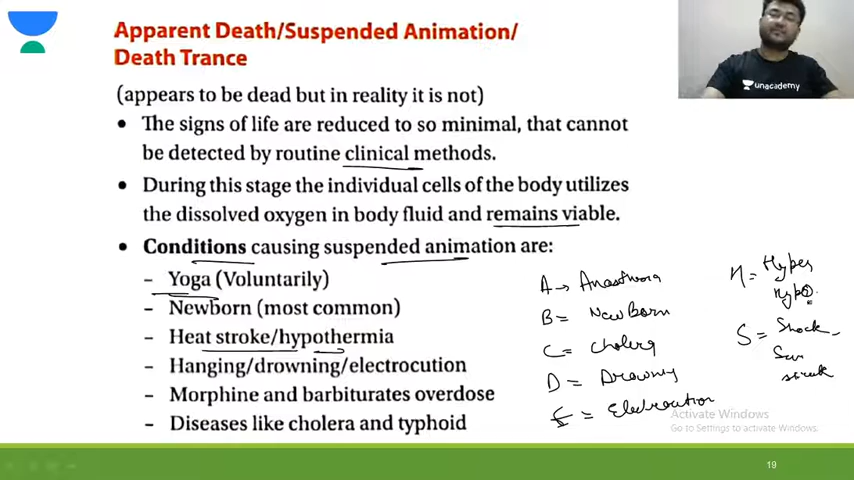 Apparent Death/Suspended Animation/
Death Trance
unacademy
(appears to be dead but in reality it is not)
• The signs of life are reduced to so minimal, that cannot
be detected by routine clinical methods.
• During this stage the individual cells of the body utilizes
the dissolved oxygen in body fluid and remains viable.
• Conditions causing suspended animation are:
– Yoga (Voluntarily)
– Newborn (most common)
– Heat stroke/hypothermia
– Hanging/drowning/electrocution
– Morphine and barbiturates overdose
– Diseases like cholera and typhoid
A →
B = NewBorn
C = Cholera
D =
E = Electrocution
= Hyper
S = Shock
Sun
Activate Windows
Go to Settings to activate Windows.
19